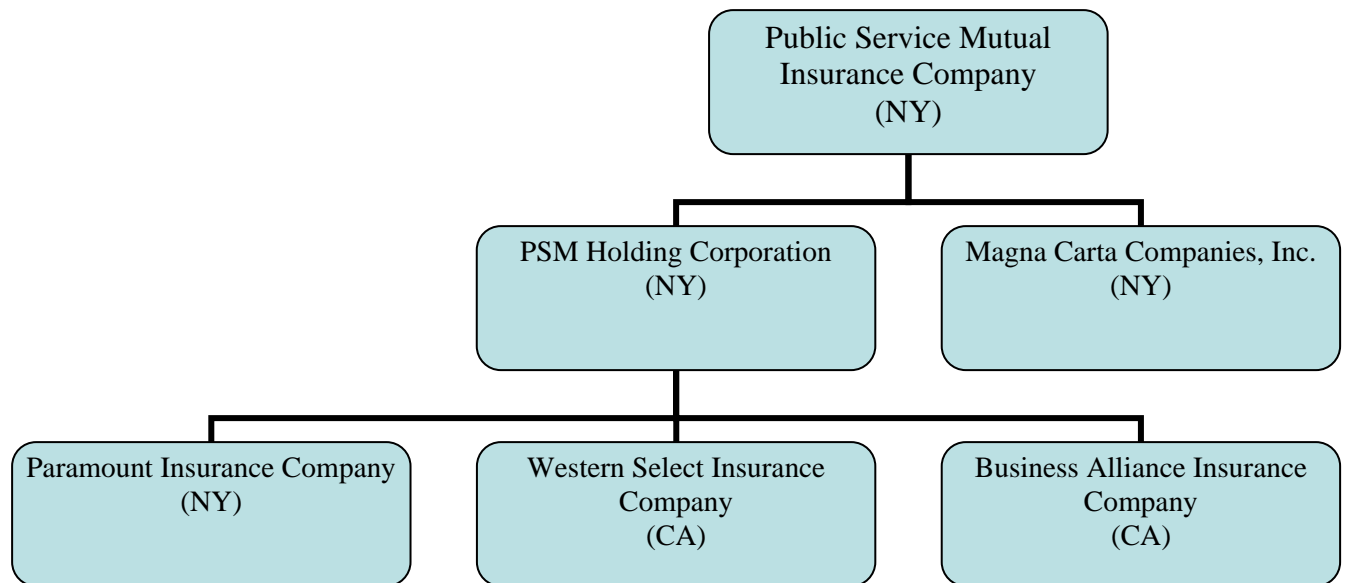 Public Service Mutual
Insurance Company
(NY)
PSM Holding Corporation
(NY)
Magna Carta Companies, Inc.
(NY)
Paramount Insurance Company
(NY)
Western Select Insurance
Company
(CA)
Business Alliance Insurance
Company
(CA)